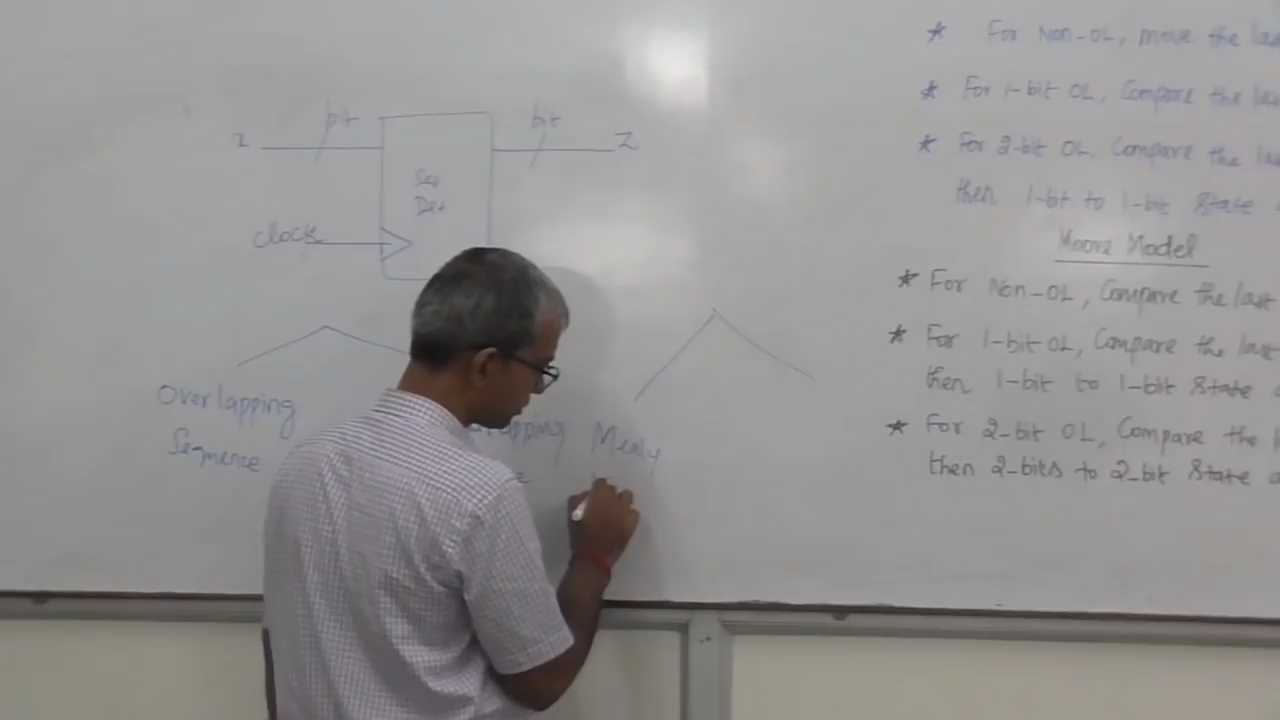 x bit bit Z
Seq
Det
clock
Overlapping
Sequence
Mealy
* For Non-OL, move the
* For 1-bit OL, Compare the
* For 2-bit OL, Compare the
then 1-bit to 1-bit State
Moore Model
* For Non-OL, Compare the last
* For 1-bit OL, Compare the last
then 1-bit to 1-bit State
* For 2-bit OL, Compare the
then 2-bits to 2-bit State